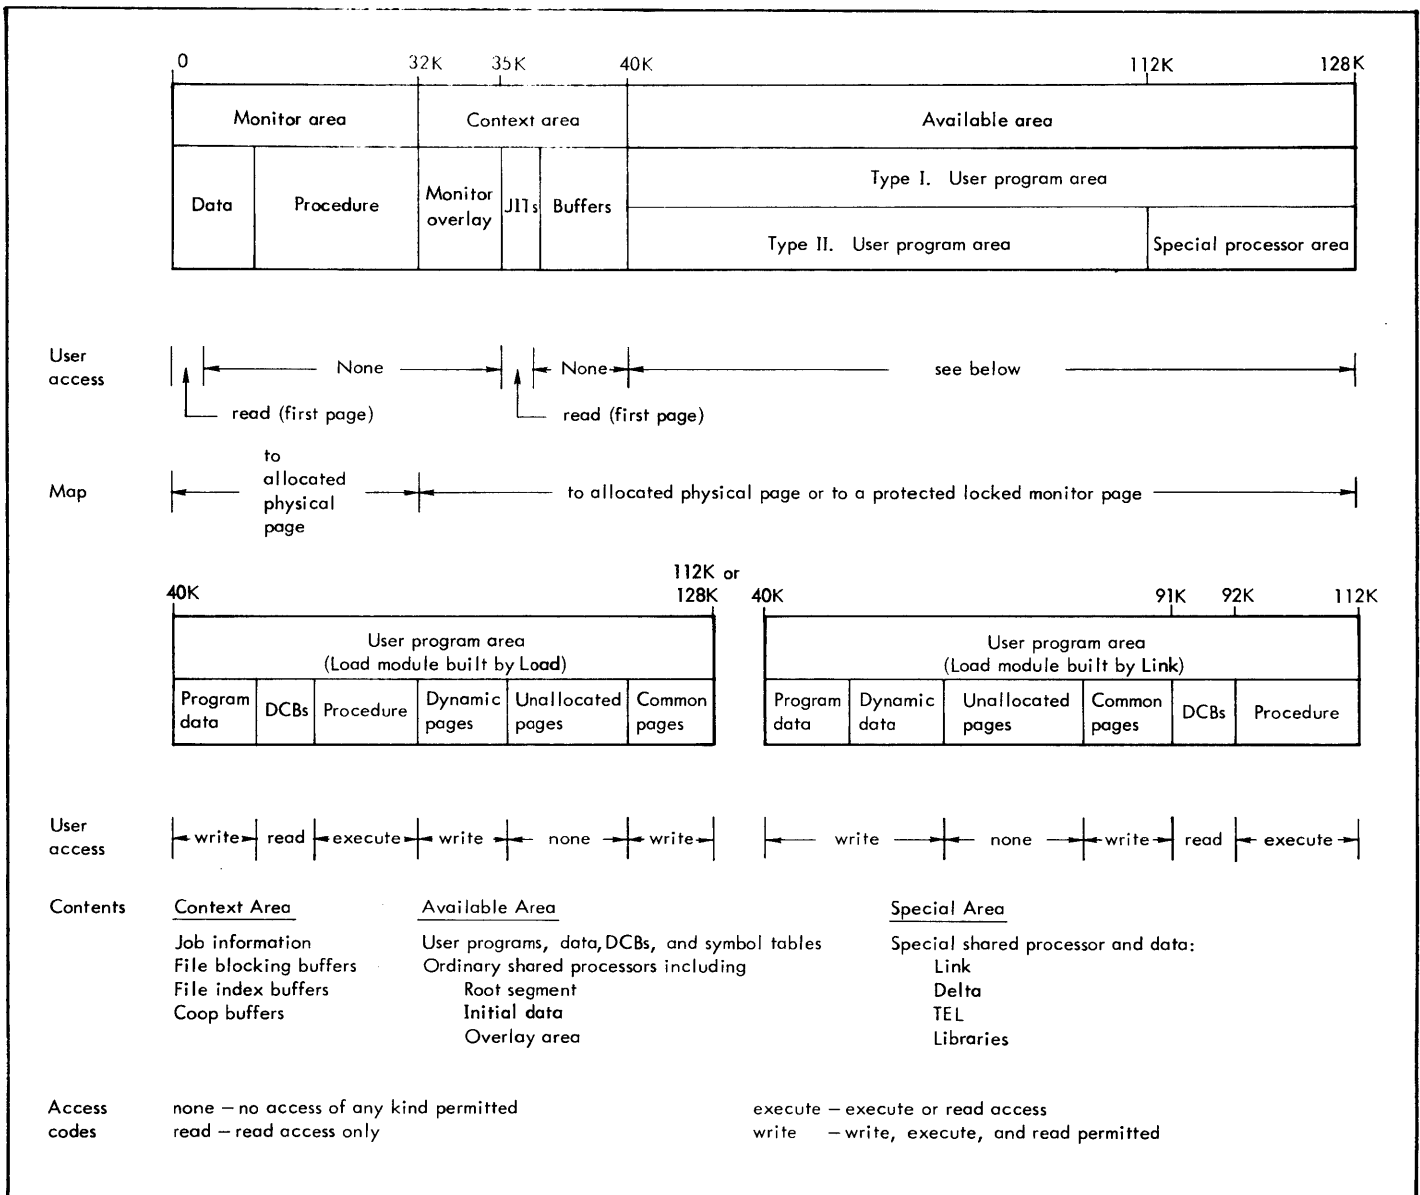 0 32K 35K 40K 112K 128K
Monitor area Context area Available area
Data Procedure Monitor overlay JITs Buffers
Type I. User program area
Type II. User program area Special processor area
User access
None None see below
read (first page) read (first page)
Map
to
allocated
physical
page
to allocated physical page or to a protected locked monitor page
40K 112K or 128K
User program area
(Load module built by Load)
Program data DCBs Procedure Dynamic pages Unallocated pages Common pages
40K 91K 92K 112K
User program area
(Load module built by Link)
Program data Dynamic data Unallocated pages Common pages DCBs Procedure
User access
write read execute write none write
write none write read execute
Contents
Context Area
Job information
File blocking buffers
File index buffers
Coop buffers
Available Area
User programs, data, DCBs, and symbol tables
Ordinary shared processors including
Root segment
Initial data
Overlay area
Special Area
Special shared processor and data:
Link
Delta
TEL
Libraries
Access codes
none – no access of any kind permitted
read – read access only
execute – execute or read access
write – write, execute, and read permitted